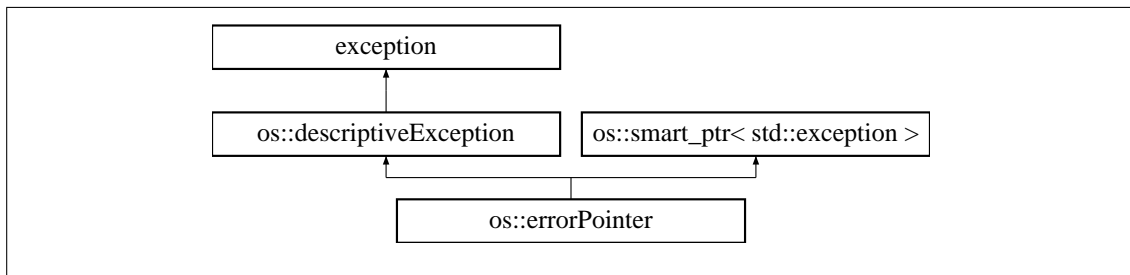 exception
os::descriptiveException
os::smart_ptr< std::exception >
os::errorPointer